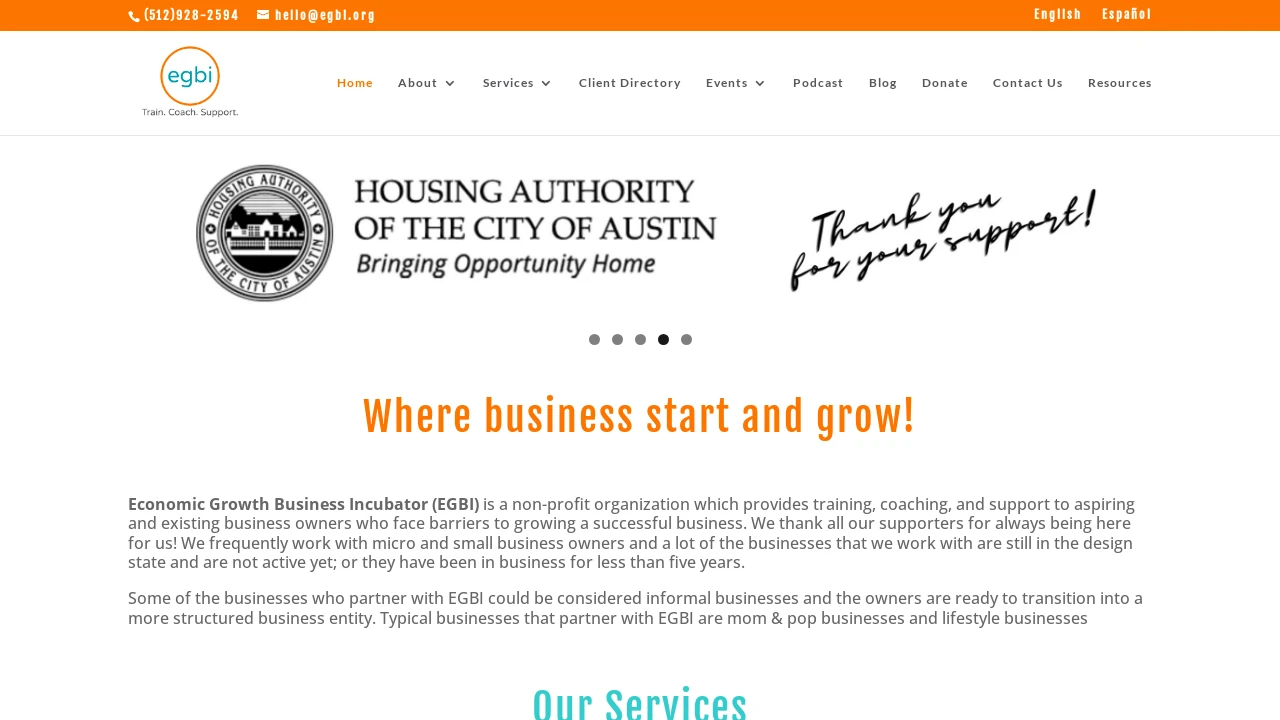 (512)928-2594 hello@egbi.org English Español
egbi
Train. Coach. Support.
Home About Services Client Directory Events Podcast Blog Donate Contact Us Resources
HOUSING AUTHORITY OF THE CITY OF AUSTIN
HOUSING AUTHORITY
OF THE CITY OF AUSTIN
Bringing Opportunity Home
Thank you
for your support!
Where business start and grow!
Economic Growth Business Incubator (EGBI) is a non-profit organization which provides training, coaching, and support to aspiring
and existing business owners who face barriers to growing a successful business. We thank all our supporters for always being here
for us! We frequently work with micro and small business owners and a lot of the businesses that we work with are still in the design
state and are not active yet; or they have been in business for less than five years.
Some of the businesses who partner with EGBI could be considered informal businesses and the owners are ready to transition into a
more structured business entity. Typical businesses that partner with EGBI are mom & pop businesses and lifestyle businesses
Our Services